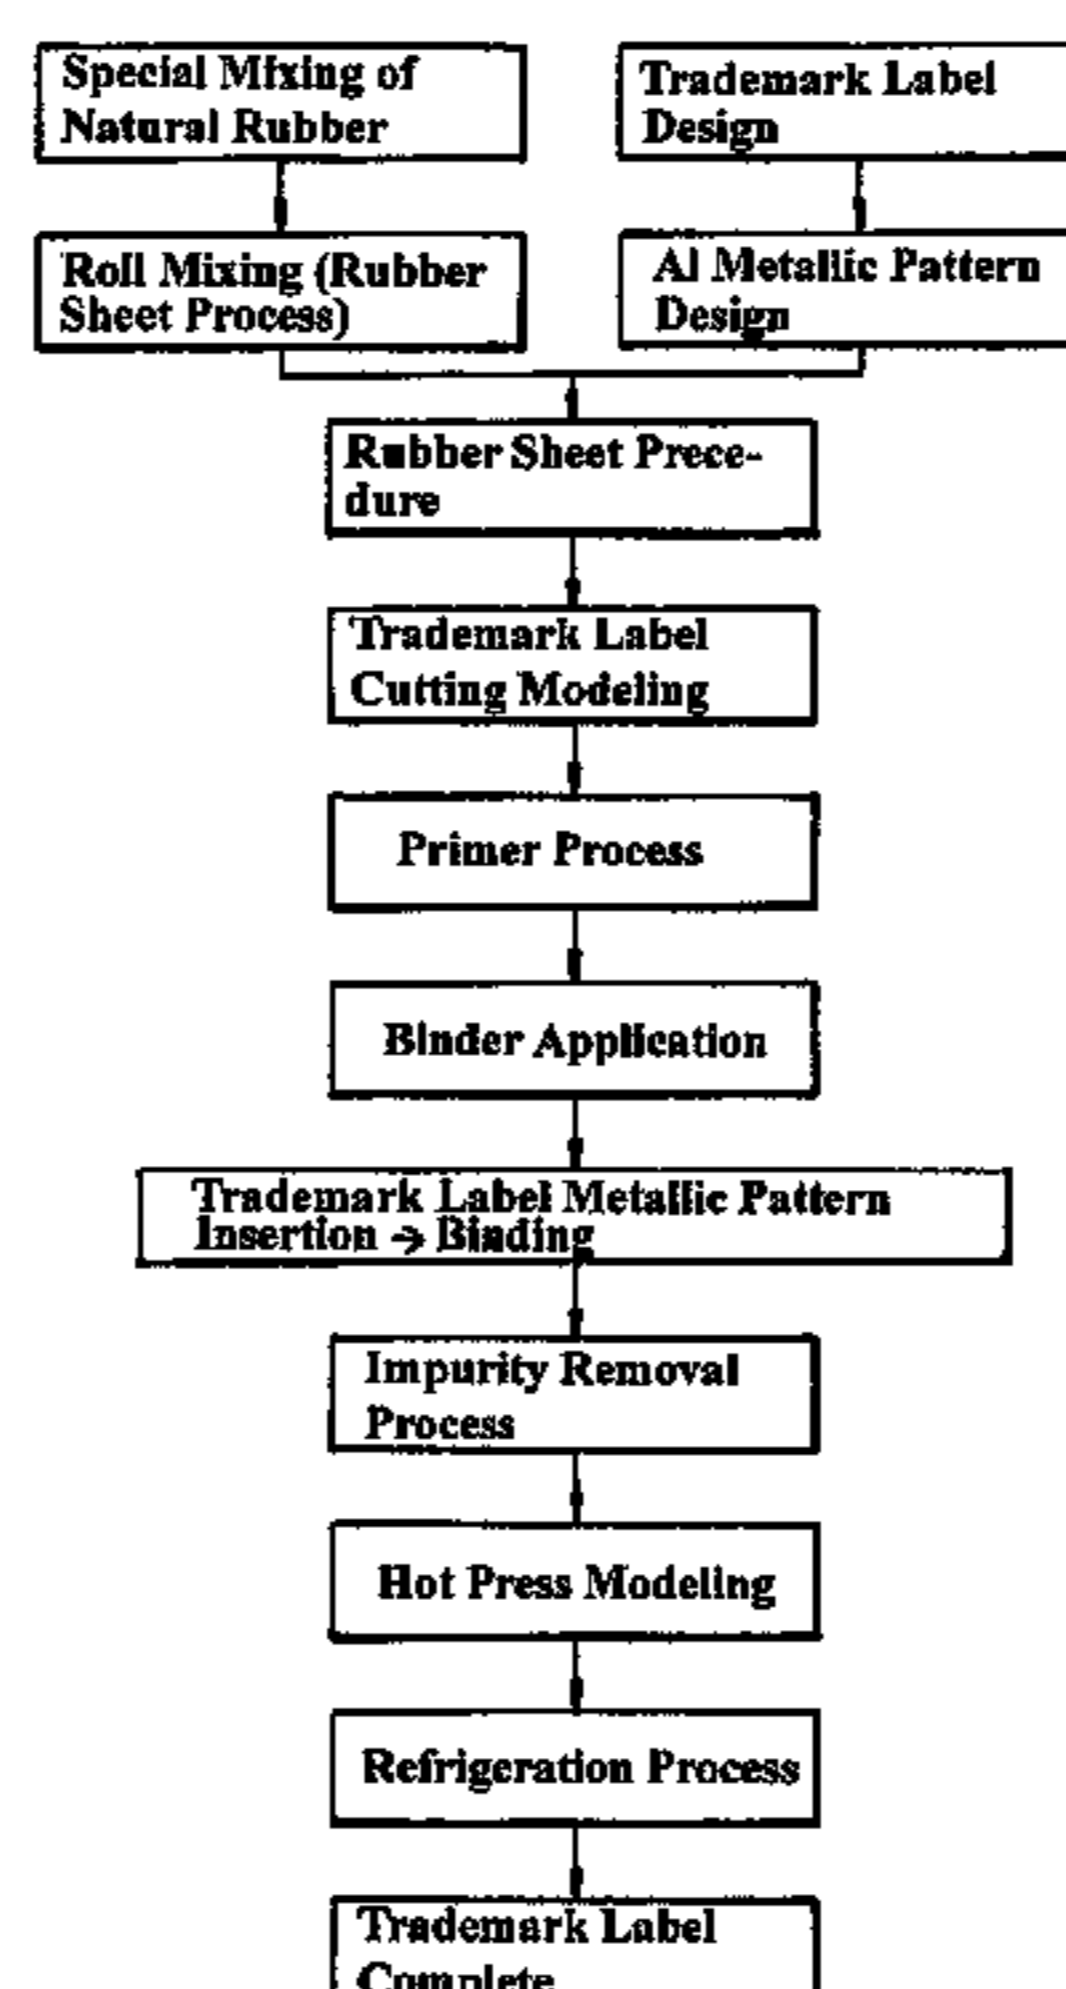 Special Mixing of
Natural Rubber
Trademark Label
Design
Roll Mixing (Rubber
Sheet Process)
Al Metallic Pattern
Design
Rubber Sheet Prece-
dure
Trademark Label
Cutting Modeling
Primer Process
Binder Application
Trademark Label Metallic Pattern
Insertion → Binding
Impurity Removal
Process
Hot Press Modeling
Refrigeration Process
Trademark Label
Complete